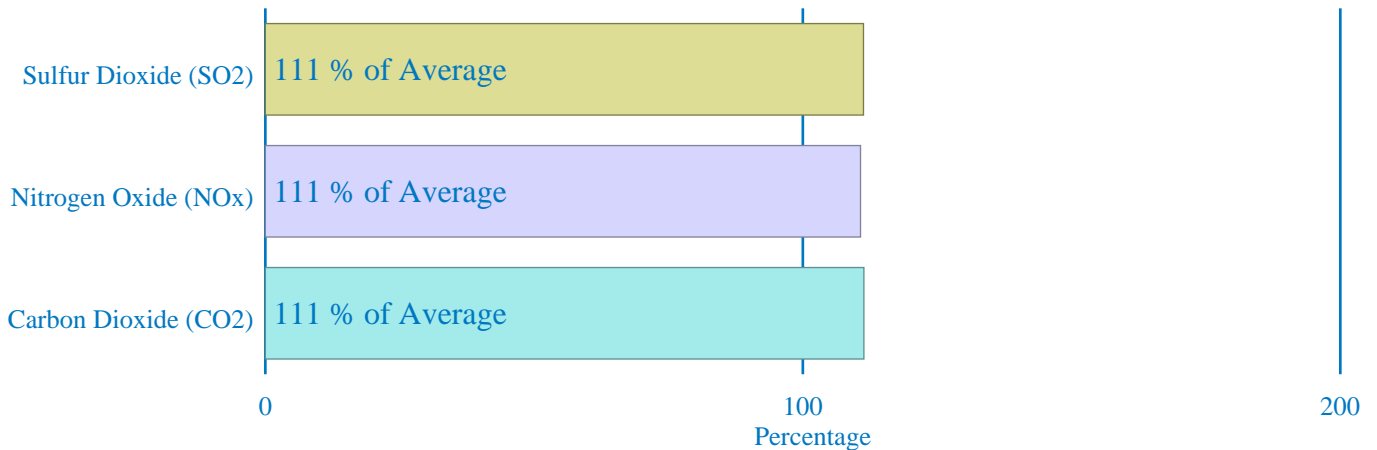 Sulfur Dioxide (SO2) 111 % of Average
Nitrogen Oxide (NOx) 111 % of Average
Carbon Dioxide (CO2) 111 % of Average
0 100 200
Percentage